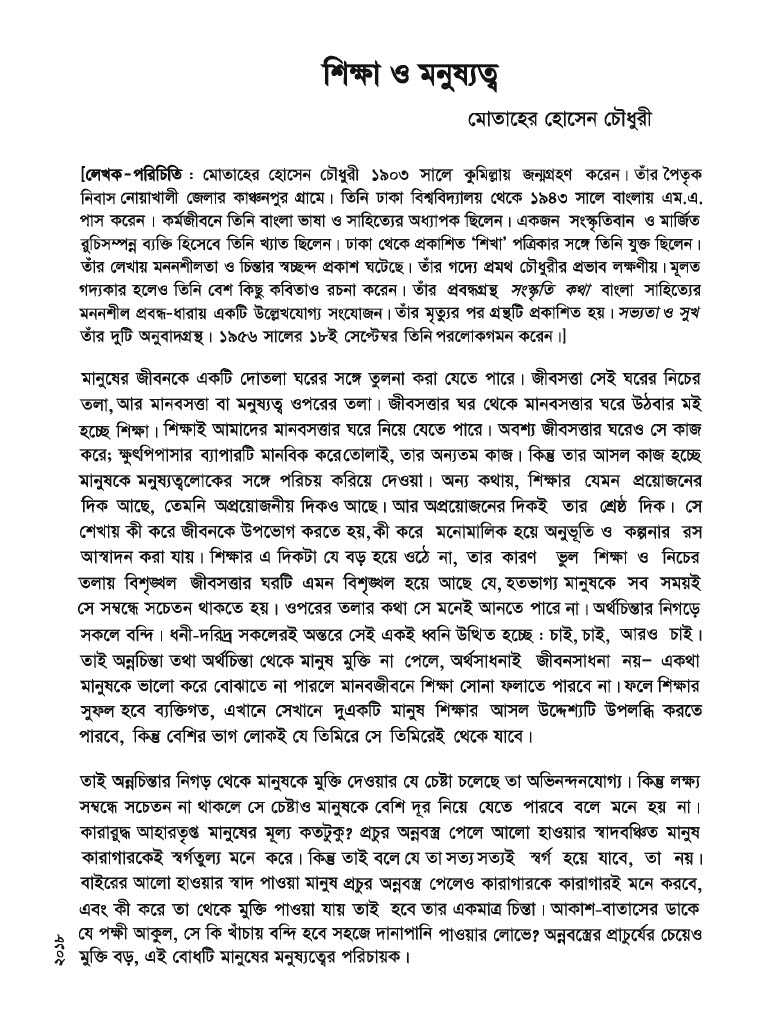 শিক্ষা ও মনুষ্যত্ব
মোতাহের হোসেন চৌধুরী
[লেখক-পরিচিতি : মোতাহের হোসেন চৌধুরী ১৯০৩ সালে কুমিল্লায় জন্মগ্রহণ করেন। তাঁর পৈতৃক
নিবাস নোয়াখালী জেলার কাঞ্চনপুর গ্রামে। তিনি ঢাকা বিশ্ববিদ্যালয় থেকে ১৯৪৩ সালে বাংলায় এম.এ.
পাস করেন। কর্মজীবনে তিনি বাংলা ভাষা ও সাহিত্যের অধ্যাপক ছিলেন। একজন সংস্কৃতিবান ও মার্জিত
রুচিসম্পন্ন ব্যক্তি হিসেবে তিনি খ্যাত ছিলেন। ঢাকা থেকে প্রকাশিত ‘শিখা’ পত্রিকার সঙ্গে তিনি যুক্ত ছিলেন।
তাঁর লেখায় মননশীলতা ও চিন্তার স্বচ্ছন্দ প্রকাশ ঘটেছে। তাঁর গদ্যে প্রমথ চৌধুরীর প্রভাব লক্ষণীয়। মূলত
গদ্যকার হলেও তিনি বেশ কিছু কবিতাও রচনা করেন। তাঁর প্রবন্ধগ্রন্থ সংস্কৃতি কথা বাংলা সাহিত্যের
মননশীল প্রবন্ধ-ধারায় একটি উল্লেখযোগ্য সংযোজন। তাঁর মৃত্যুর পর গ্রন্থটি প্রকাশিত হয়। সভ্যতা ও সুখ
তাঁর দুটি অনুবাদগ্রন্থ। ১৯৫৬ সালের ১৮ই সেপ্টেম্বর তিনি পরলোকগমন করেন।]
মানুষের জীবনকে একটি দোতলা ঘরের সঙ্গে তুলনা করা যেতে পারে। জীবসত্তা সেই ঘরের নিচের
তলা, আর মানবসত্তা বা মনুষ্যত্ব ওপরের তলা। জীবসত্তার ঘর থেকে মানবসত্তার ঘরে উঠবার মই
হচ্ছে শিক্ষা। শিক্ষাই আমাদের মানবসত্তার ঘরে নিয়ে যেতে পারে। অবশ্য জীবসত্তার ঘরেও সে কাজ
করে; ক্ষুৎপিপাসার ব্যাপারটি মানবিক করেতোলাই, তার অন্যতম কাজ। কিন্তু তার আসল কাজ হচ্ছে
মানুষকে মনুষ্যত্বলোকের সঙ্গে পরিচয় করিয়ে দেওয়া। অন্য কথায়, শিক্ষার যেমন প্রয়োজনের
দিক আছে, তেমনি অপ্রয়োজনীয় দিকও আছে। আর অপ্রয়োজনের দিকই তার শ্রেষ্ঠ দিক। সে
শেখায় কী করে জীবনকে উপভোগ করতে হয়, কী করে মনোমালিক হয়ে অনুভূতি ও কল্পনার রস
আস্বাদন করা যায়। শিক্ষার এ দিকটা যে বড় হয়ে ওঠে না, তার কারণ ভুল শিক্ষা ও নিচের
তলায় বিশৃঙ্খল জীবসত্তার ঘরটি এমন বিশৃঙ্খল হয়ে আছে যে, হতভাগ্য মানুষকে সব সময়ই
সে সম্বন্ধে সচেতন থাকতে হয়। ওপরের তলার কথা সে মনেই আনতে পারে না। অর্থচিন্তার নিগড়ে
সকলে বন্দি। ধনী-দরিদ্র সকলেরই অন্তরে সেই একই ধ্বনি উত্থিত হচ্ছে : চাই, চাই, আরও চাই।
তাই অন্নচিন্তা তথা অর্থচিন্তা থেকে মানুষ মুক্তি না পেলে, অর্থসাধনাই জীবনসাধনা নয়– একথা
মানুষকে ভালো করে বোঝাতে না পারলে মানবজীবনে শিক্ষা সোনা ফলাতে পারবে না। ফলে শিক্ষার
সুফল হবে ব্যক্তিগত, এখানে সেখানে দুএকটি মানুষ শিক্ষার আসল উদ্দেশ্যটি উপলব্ধি করতে
পারবে, কিন্তু বেশির ভাগ লোকই যে তিমিরে সে তিমিরেই থেকে যাবে।
তাই অন্নচিন্তার নিগড় থেকে মানুষকে মুক্তি দেওয়ার যে চেষ্টা চলেছে তা অভিনন্দনযোগ্য। কিন্তু লক্ষ্য
সম্বন্ধে সচেতন না থাকলে সে চেষ্টাও মানুষকে বেশি দূর নিয়ে যেতে পারবে বলে মনে হয় না।
কারারুদ্ধ আহারতৃপ্ত মানুষের মূল্য কতটুকু? প্রচুর অন্নবস্ত্র পেলে আলো হাওয়ার স্বাদবঞ্চিত মানুষ
কারাগারকেই স্বর্গতুল্য মনে করে। কিন্তু তাই বলে যে তা সত্য সত্যই স্বর্গ হয়ে যাবে, তা নয়।
বাইরের আলো হাওয়ার স্বাদ পাওয়া মানুষ প্রচুর অন্নবস্ত্র পেলেও কারাগারকে কারাগারই মনে করবে,
এবং কী করে তা থেকে মুক্তি পাওয়া যায় তাই হবে তার একমাত্র চিন্তা। আকাশ-বাতাসের ডাকে
যে পক্ষী আকুল, সে কি খাঁচায় বন্দি হবে সহজে দানাপানি পাওয়ার লোভে? অন্নবস্ত্রের প্রাচুর্যের চেয়েও
মুক্তি বড়, এই বোধটি মানুষের মনুষ্যত্বের পরিচায়ক।
২০১৮